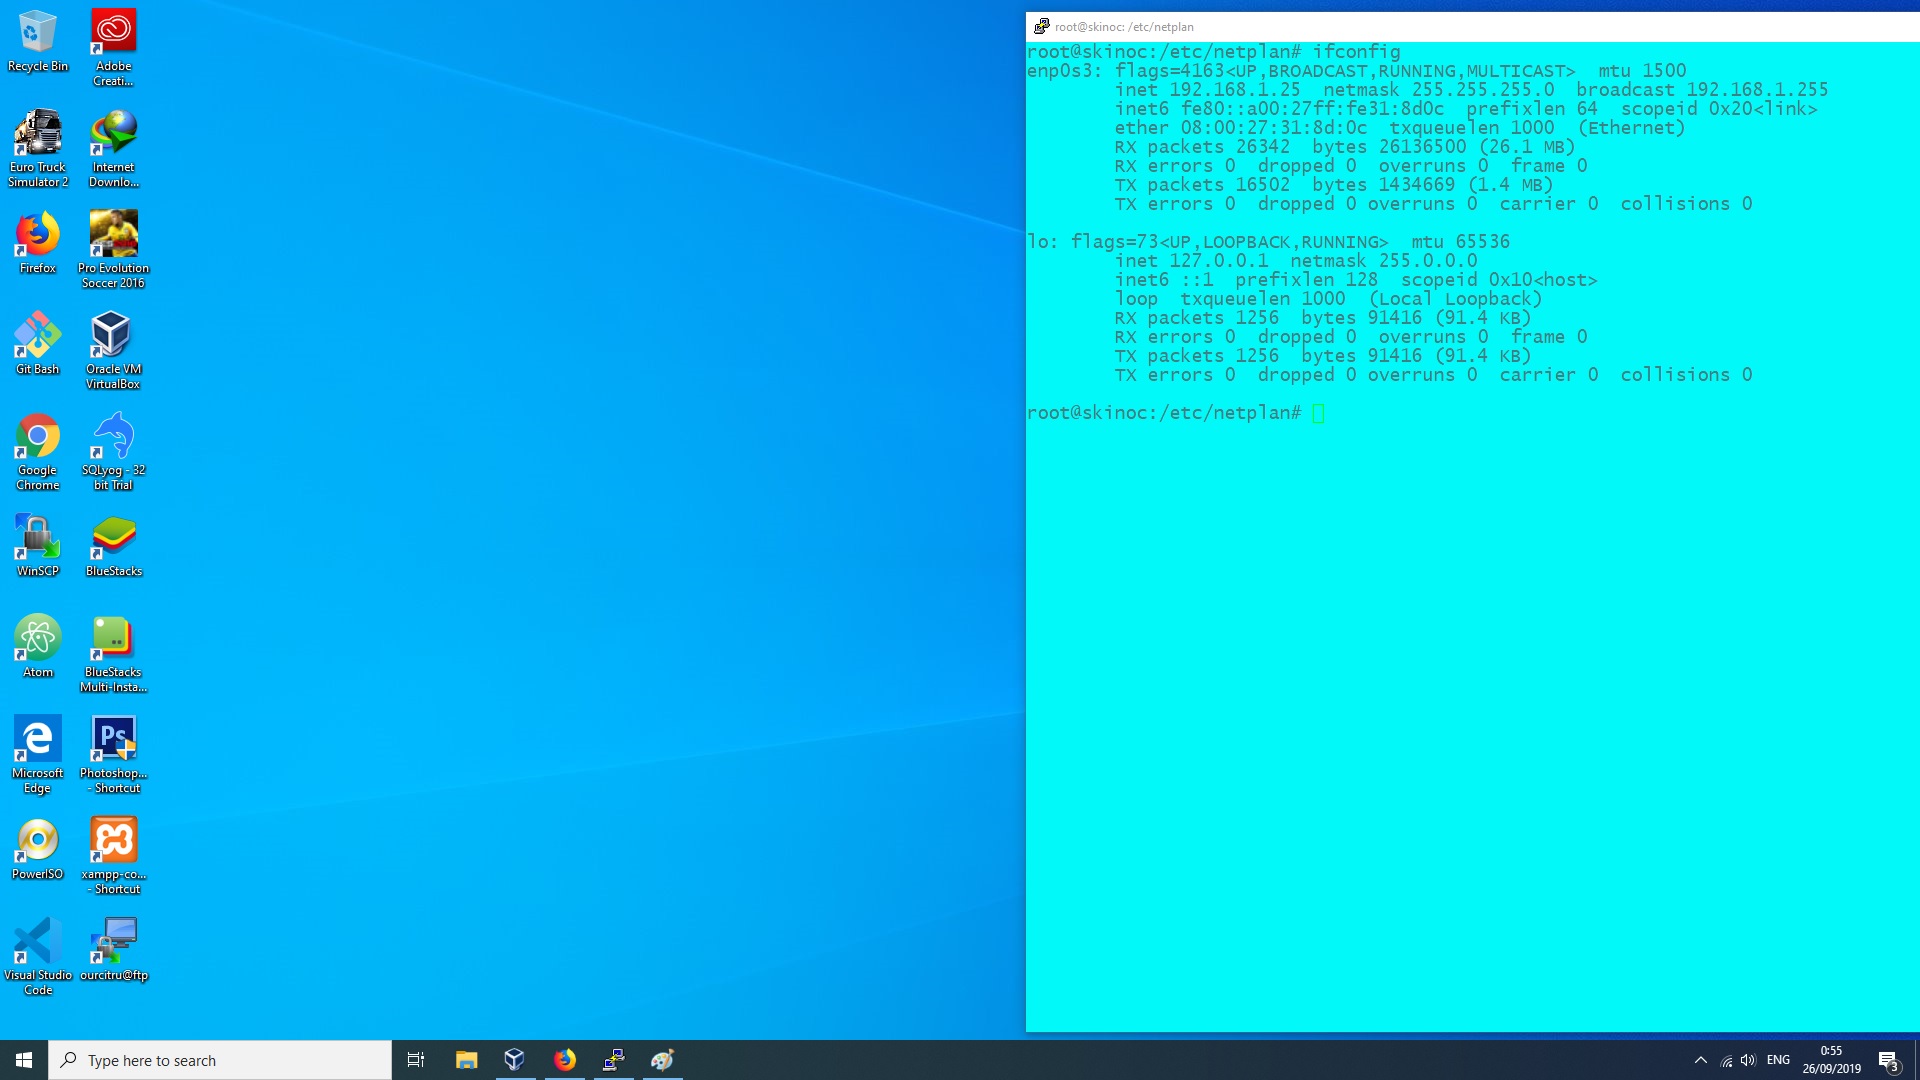 Recycle Bin
Adobe
Creati...
Euro Truck
Simulator 2
Internet
Downlo...
Firefox
Pro Evolution
Soccer 2016
Git Bash
Oracle VM
VirtualBox
Google
Chrome
SQLyog - 32
bit Trial
WinSCP
BlueStacks
Atom
BlueStacks
Multi-Insta...
Microsoft
Edge
Ps
Photoshop...
- Shortcut
PowerISO
xampp-co...
- Shortcut
Visual Studio
Code
ourcitru@ftp
root@skinoc: /etc/netplan
root@skinoc:/etc/netplan# ifconfig
enp0s3: flags=4163<UP,BROADCAST,RUNNING,MULTICAST>  mtu 1500
        inet 192.168.1.25  netmask 255.255.255.0  broadcast 192.168.1.255
        inet6 fe80::a00:27ff:fe31:8d0c  prefixlen 64  scopeid 0x20<link>
        ether 08:00:27:31:8d:0c  txqueuelen 1000  (Ethernet)
        RX packets 26342  bytes 26136500 (26.1 MB)
        RX errors 0  dropped 0  overruns 0  frame 0
        TX packets 16502  bytes 1434669 (1.4 MB)
        TX errors 0  dropped 0 overruns 0  carrier 0  collisions 0
lo: flags=73<UP,LOOPBACK,RUNNING>  mtu 65536
        inet 127.0.0.1  netmask 255.0.0.0
        inet6 ::1  prefixlen 128  scopeid 0x10<host>
        loop  txqueuelen 1000  (Local Loopback)
        RX packets 1256  bytes 91416 (91.4 KB)
        RX errors 0  dropped 0  overruns 0  frame 0
        TX packets 1256  bytes 91416 (91.4 KB)
        TX errors 0  dropped 0 overruns 0  carrier 0  collisions 0
root@skinoc:/etc/netplan#
Type here to search
ENG
0:55
26/09/2019
3